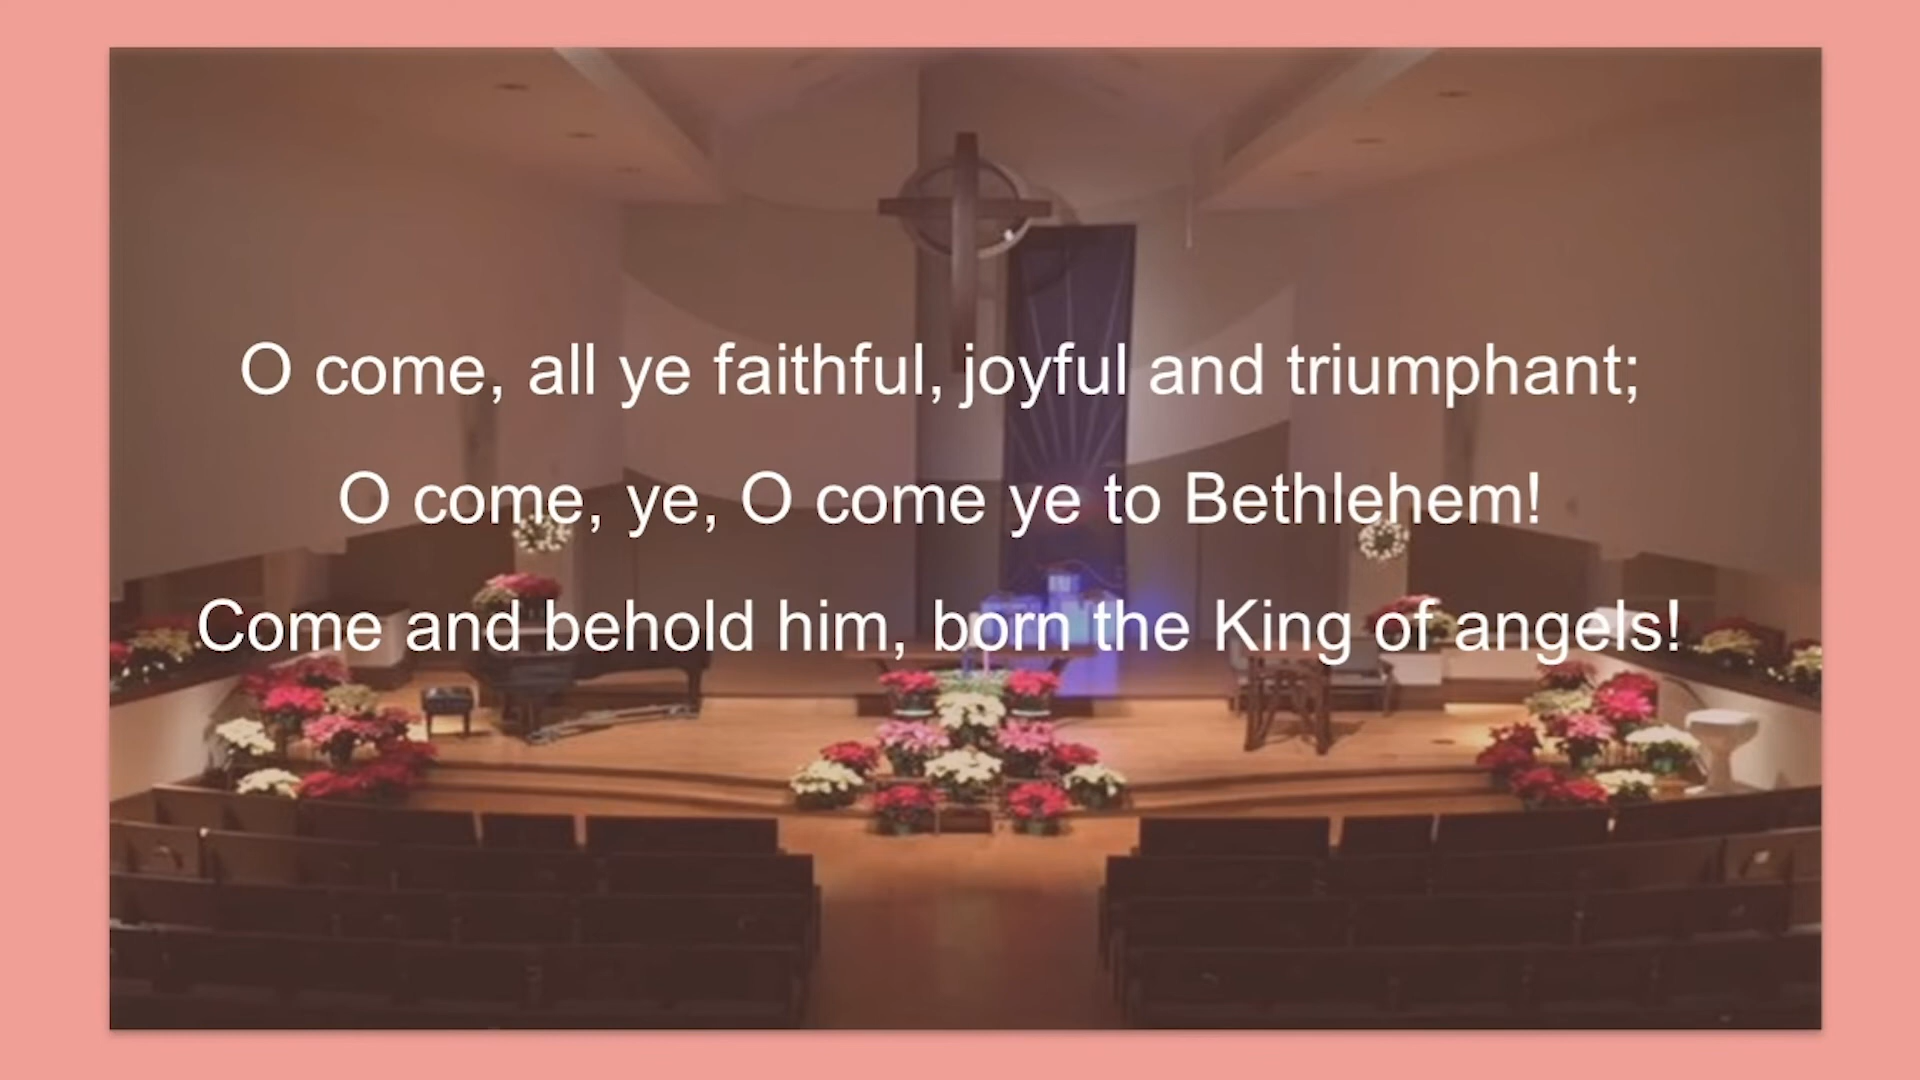 O come, all ye faithful, joyful and triumphant;
O come, ye, O come ye to Bethlehem!
Come and behold him, born the King of angels!